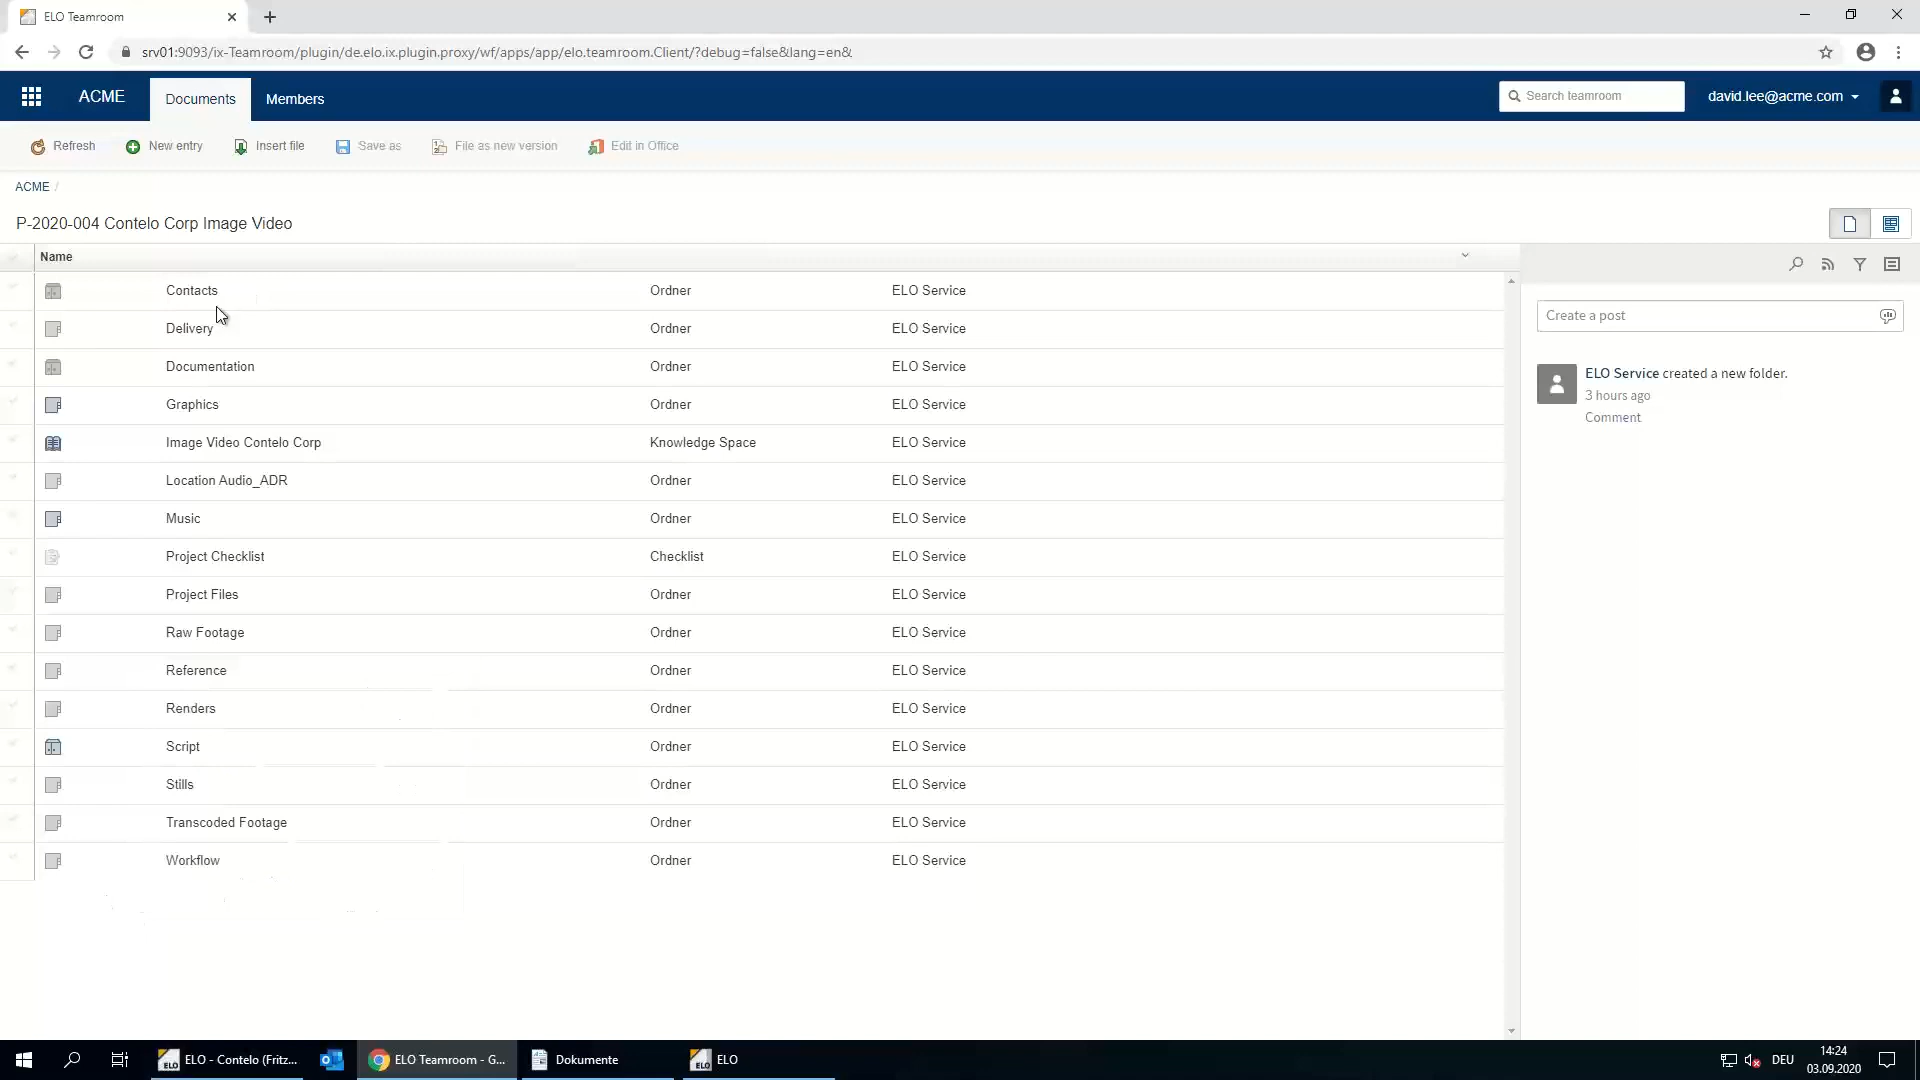 ELO Teamroom
srv01:9093/ix-Teamroom/plugin/de.elo.ix.plugin.proxy/wf/apps/app/elo.teamroom.Client/?debug=false&lang=en&
ACME Documents Members Search teamroom david.lee@acme.com
Refresh New entry Insert file Save as File as new version Edit in Office
ACME /
P-2020-004 Contelo Corp Image Video
Name
Contacts Ordner ELO Service
Delivery Ordner ELO Service
Documentation Ordner ELO Service
Graphics Ordner ELO Service
Image Video Contelo Corp Knowledge Space ELO Service
Location Audio_ADR Ordner ELO Service
Music Ordner ELO Service
Project Checklist Checklist ELO Service
Project Files Ordner ELO Service
Raw Footage Ordner ELO Service
Reference Ordner ELO Service
Renders Ordner ELO Service
Script Ordner ELO Service
Stills Ordner ELO Service
Transcoded Footage Ordner ELO Service
Workflow Ordner ELO Service
Create a post
ELO Service created a new folder.
3 hours ago
Comment
ELO - Contelo (Fritz... ELO Teamroom - G... Dokumente ELO DEU 14:24
03.09.2020